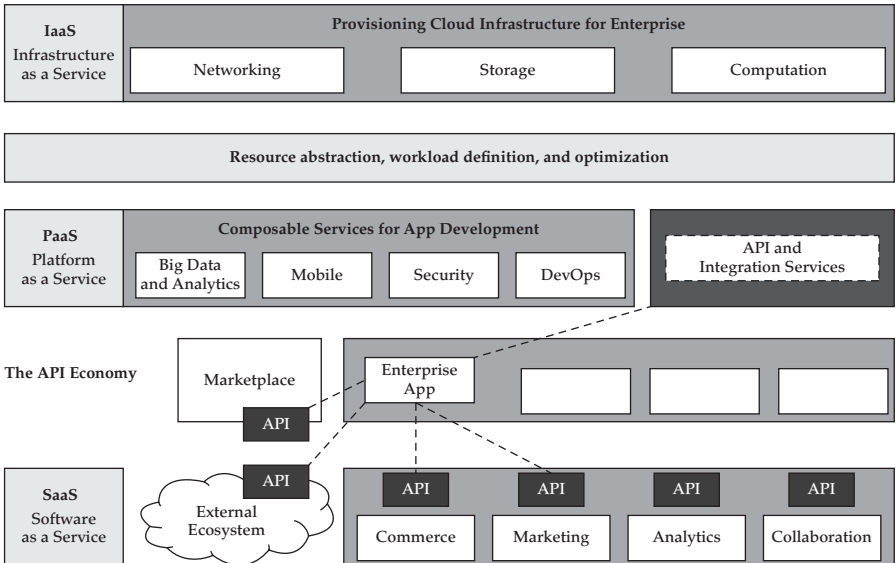 IaaS
Infrastructure
as a Service
Provisioning Cloud Infrastructure for Enterprise
Networking
Storage
Computation
Resource abstraction, workload definition, and optimization
PaaS
Platform
as a Service
Composable Services for App Development
Big Data
and Analytics
Mobile
Security
DevOps
API and
Integration Services
The API Economy
Marketplace
API
Enterprise
App
SaaS
Software
as a Service
API
External
Ecosystem
API
API
API
API
Commerce
Marketing
Analytics
Collaboration